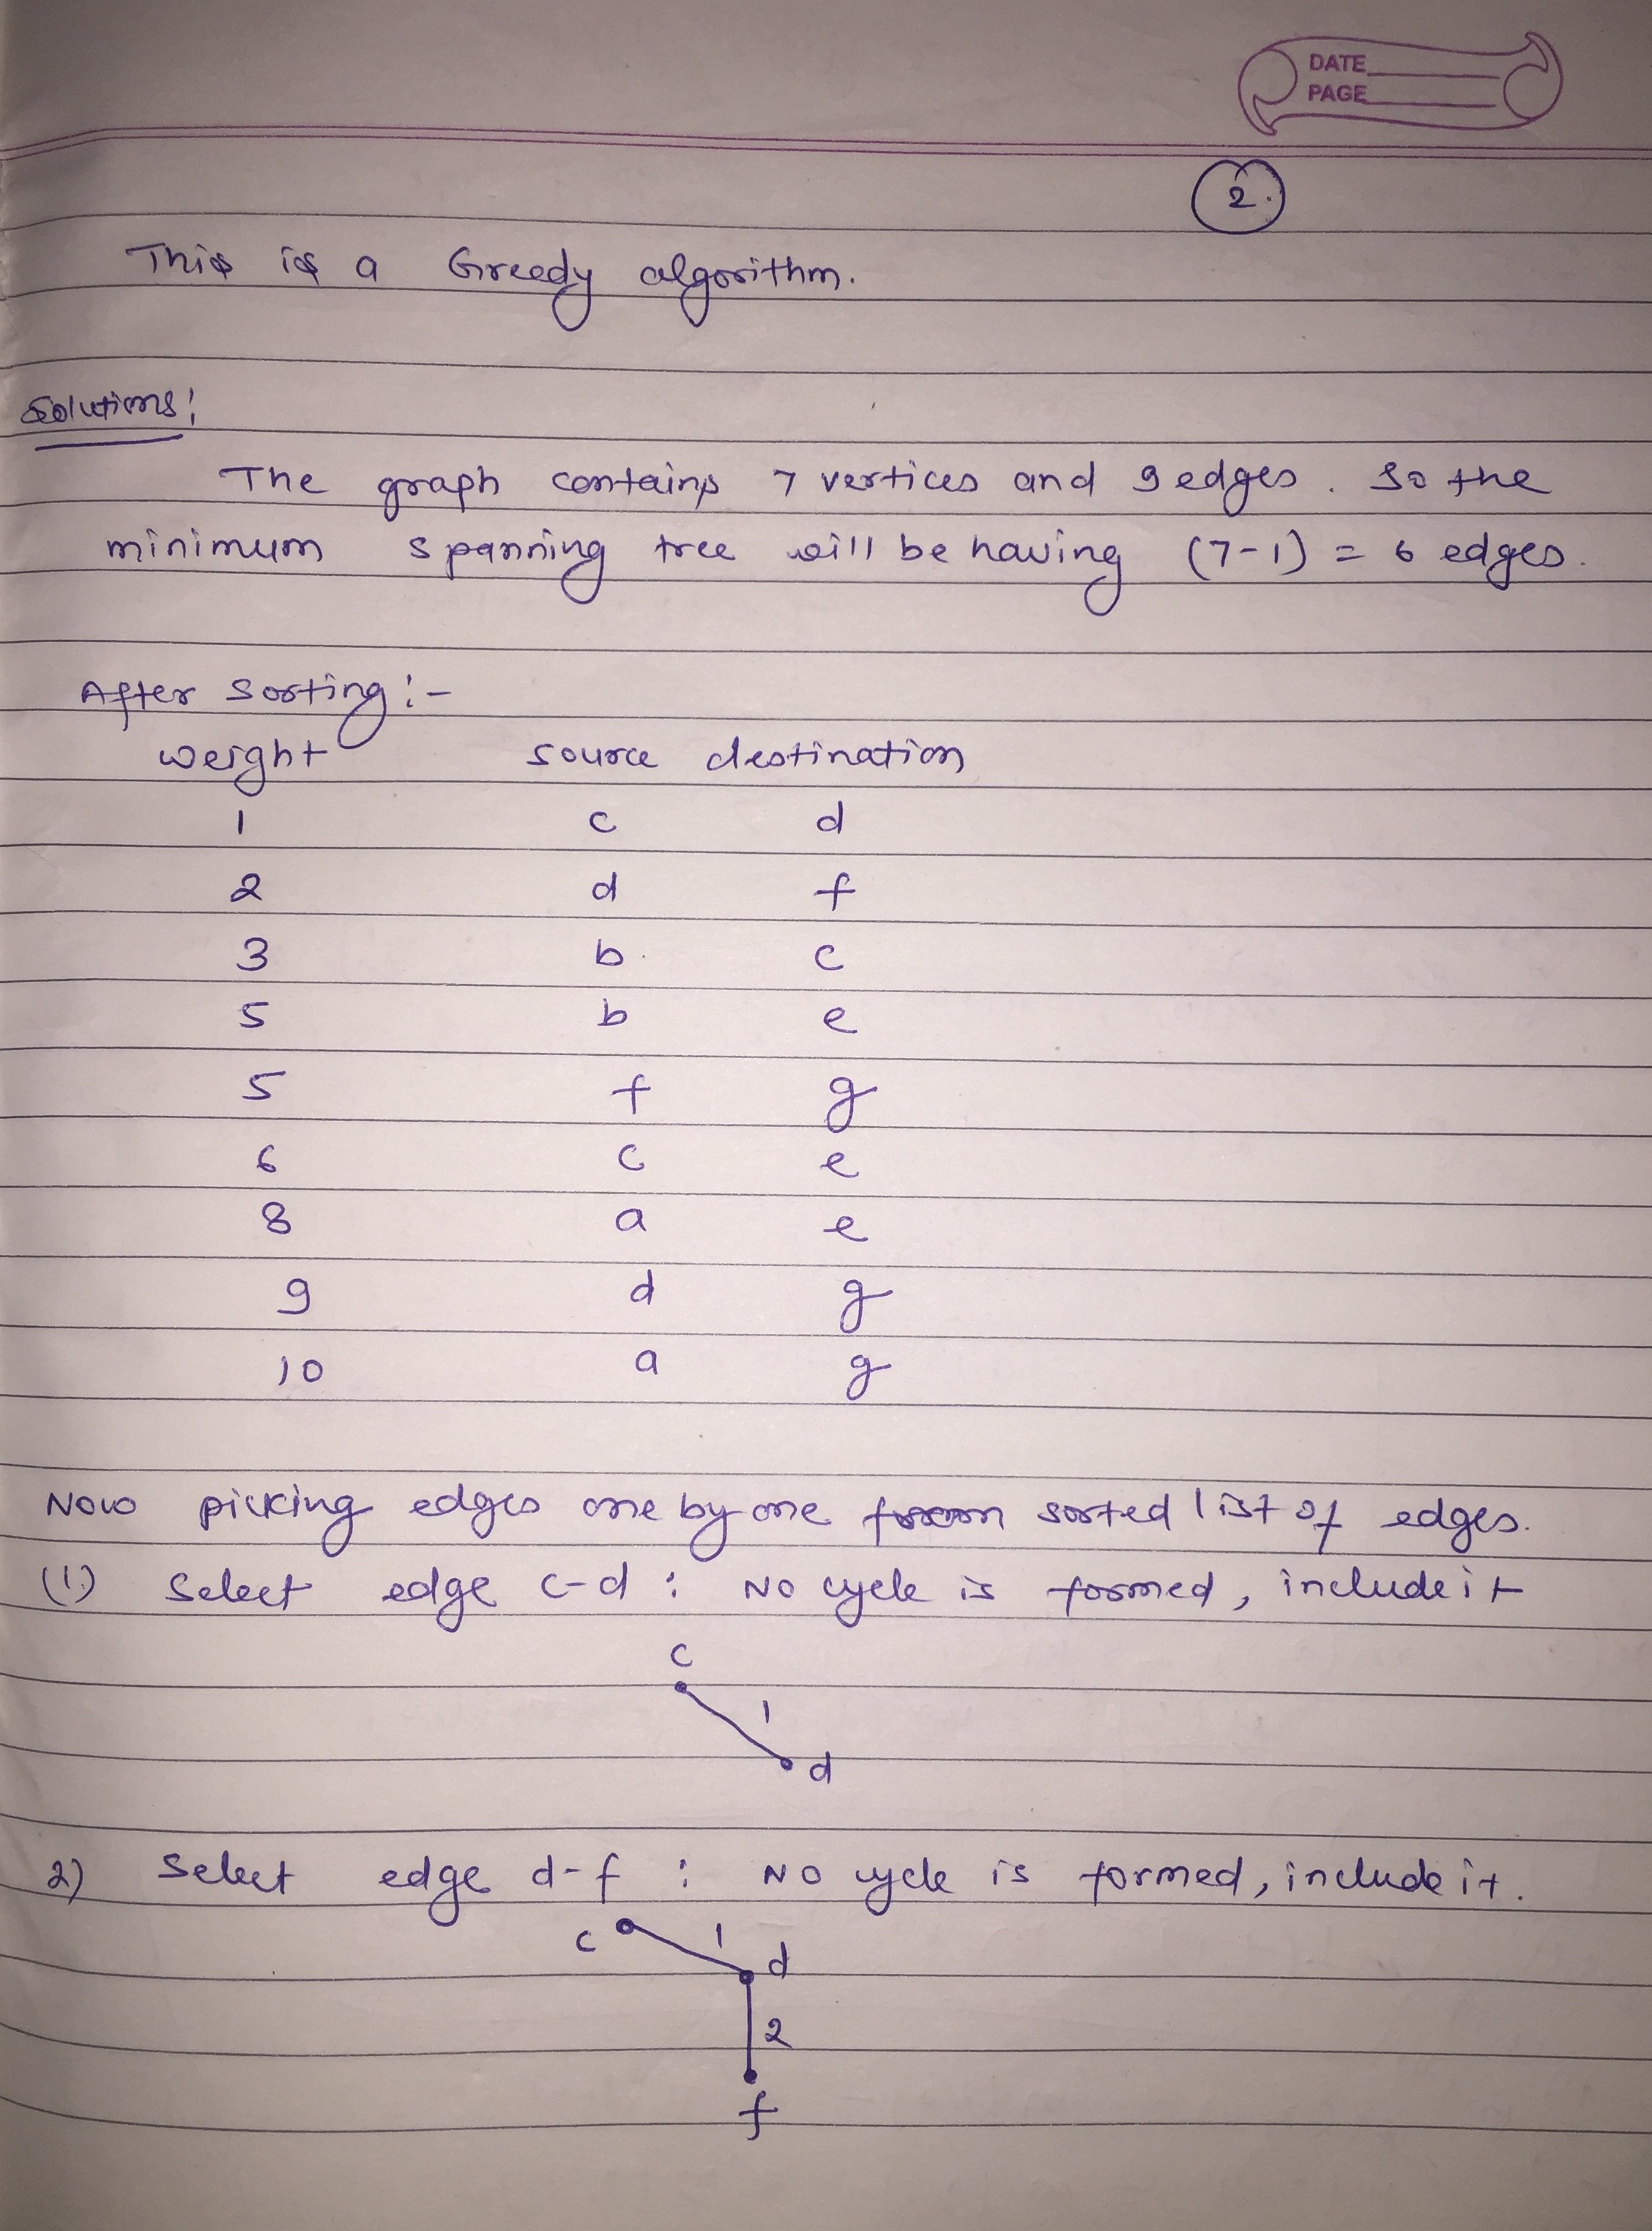 DATE
PAGE
2.
This is a Greedy algorithm.
Solutions:
The graph contains 7 vertices and 9 edges. So the
minimum spanning tree will be having (7-1) = 6 edges.
After Sorting:-
weight source destination
1 c d
2 d f
3 b c
5 b e
5 f g
6 c e
8 a e
9 d g
10 a g
Now picking edges one by one from sorted list of edges.
(1) Select edge c-d : No cycle is formed, include it
c
1
d
2) Select edge d-f : No cycle is formed, include it.
c 1 d
2
f